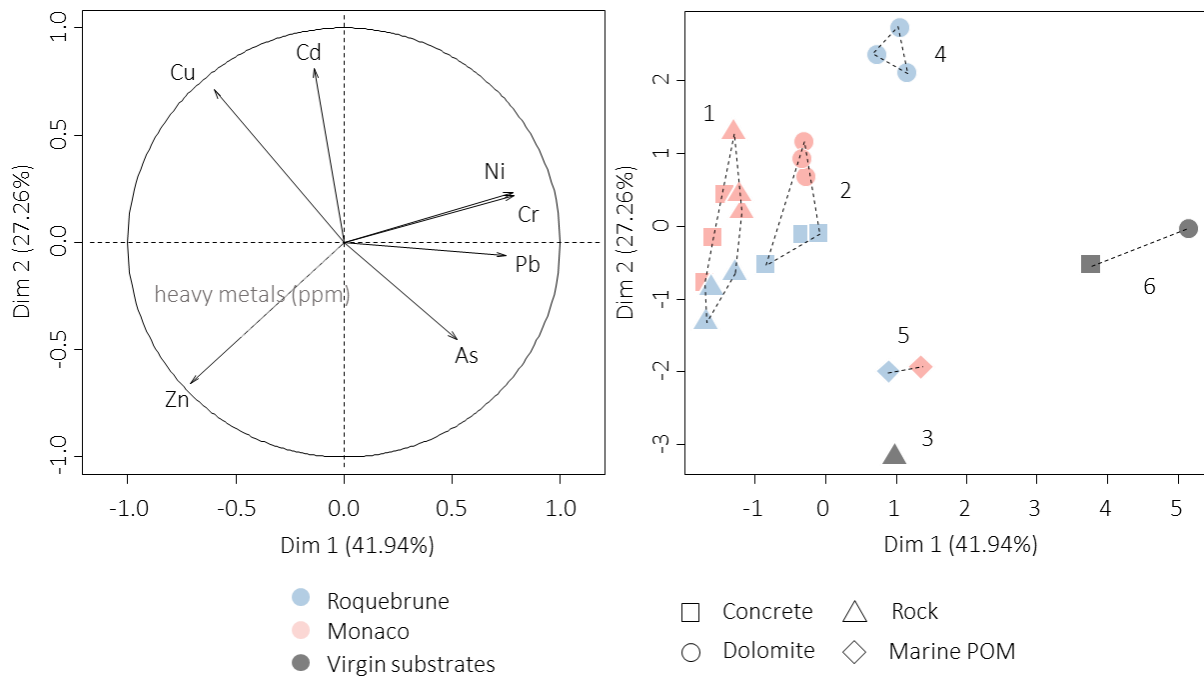 1.0
0.5
0.0
-0.5
-1.0
Dim 2 (27.26%)
Cu
Cd
Ni
Cr
Pb
As
Zn
heavy metals (ppm)
-1.0
-0.5
0.0
0.5
1.0
Dim 1 (41.94%)
2
1
0
-1
-2
-3
Dim 2 (27.26%)
1
2
3
4
5
6
-1
0
1
2
3
4
5
Dim 1 (41.94%)
Roquebrune
Monaco
Virgin substrates
Concrete
Rock
Dolomite
Marine POM